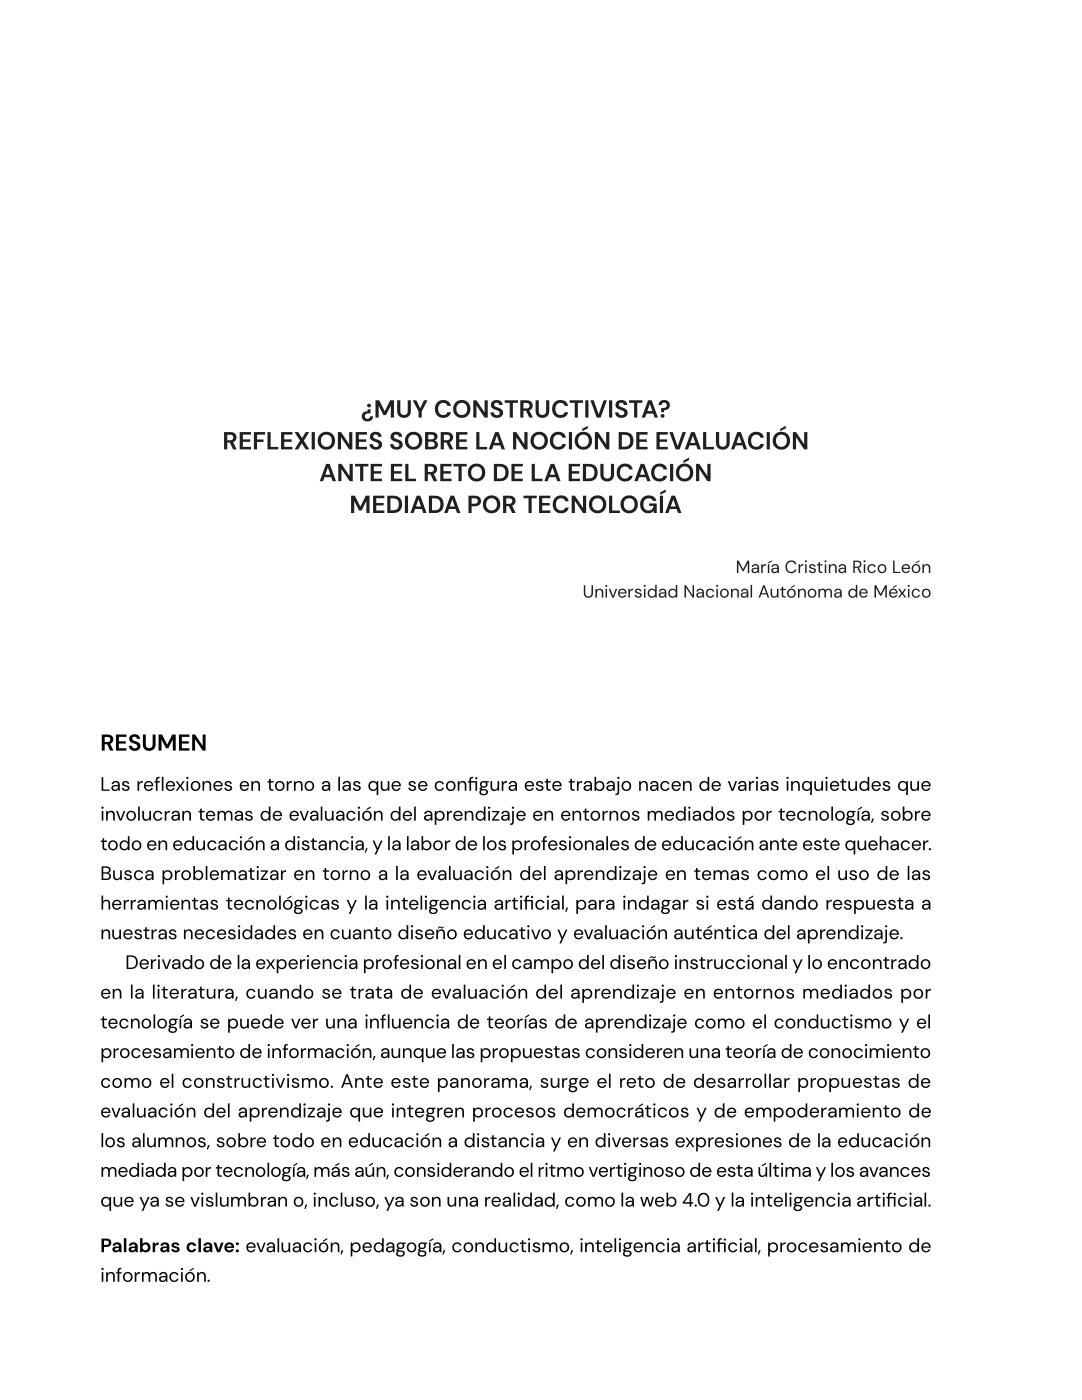 ¿MUY CONSTRUCTIVISTA?
REFLEXIONES SOBRE LA NOCIÓN DE EVALUACIÓN
ANTE EL RETO DE LA EDUCACIÓN
MEDIADA POR TECNOLOGÍA
María Cristina Rico León
Universidad Nacional Autónoma de México
RESUMEN
Las reflexiones en torno a las que se configura este trabajo nacen de varias inquietudes que
involucran temas de evaluación del aprendizaje en entornos mediados por tecnología, sobre
todo en educación a distancia, y la labor de los profesionales de educación ante este quehacer.
Busca problematizar en torno a la evaluación del aprendizaje en temas como el uso de las
herramientas tecnológicas y la inteligencia artificial, para indagar si está dando respuesta a
nuestras necesidades en cuanto diseño educativo y evaluación auténtica del aprendizaje.
Derivado de la experiencia profesional en el campo del diseño instruccional y lo encontrado
en la literatura, cuando se trata de evaluación del aprendizaje en entornos mediados por
tecnología se puede ver una influencia de teorías de aprendizaje como el conductismo y el
procesamiento de información, aunque las propuestas consideren una teoría de conocimiento
como el constructivismo. Ante este panorama, surge el reto de desarrollar propuestas de
evaluación del aprendizaje que integren procesos democráticos y de empoderamiento de
los alumnos, sobre todo en educación a distancia y en diversas expresiones de la educación
mediada por tecnología, más aún, considerando el ritmo vertiginoso de esta última y los avances
que ya se vislumbran o, incluso, ya son una realidad, como la web 4.0 y la inteligencia artificial.
Palabras clave: evaluación, pedagogía, conductismo, inteligencia artificial, procesamiento de
información.